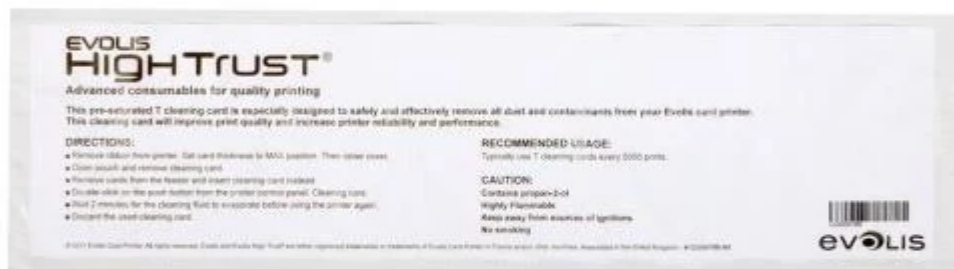 EVOLIS
HIGHTRUST®
Advanced consumables for quality printing
This pre-saturated T cleaning card is especially designed to safely and effectively remove all dust and contaminants from your Evolis card printer.
This cleaning card will improve print quality and increase printer reliability and performance.
DIRECTIONS:
• Remove ribbon from printer. Set card thickness to MAX position. Then close cover.
• Open pouch and remove cleaning card.
• Remove cards from the feeder and insert cleaning card instead.
• Double-click on the push button from the printer control panel. Cleaning runs.
• Wait 2 minutes for the cleaning fluid to evaporate before using the printer again.
• Discard the used cleaning card.
RECOMMENDED USAGE:
Typically use T cleaning cards every 5000 prints.
CAUTION:
Contains propan-2-ol
Highly Flammable
Keep away from sources of ignitions
No smoking
evolis